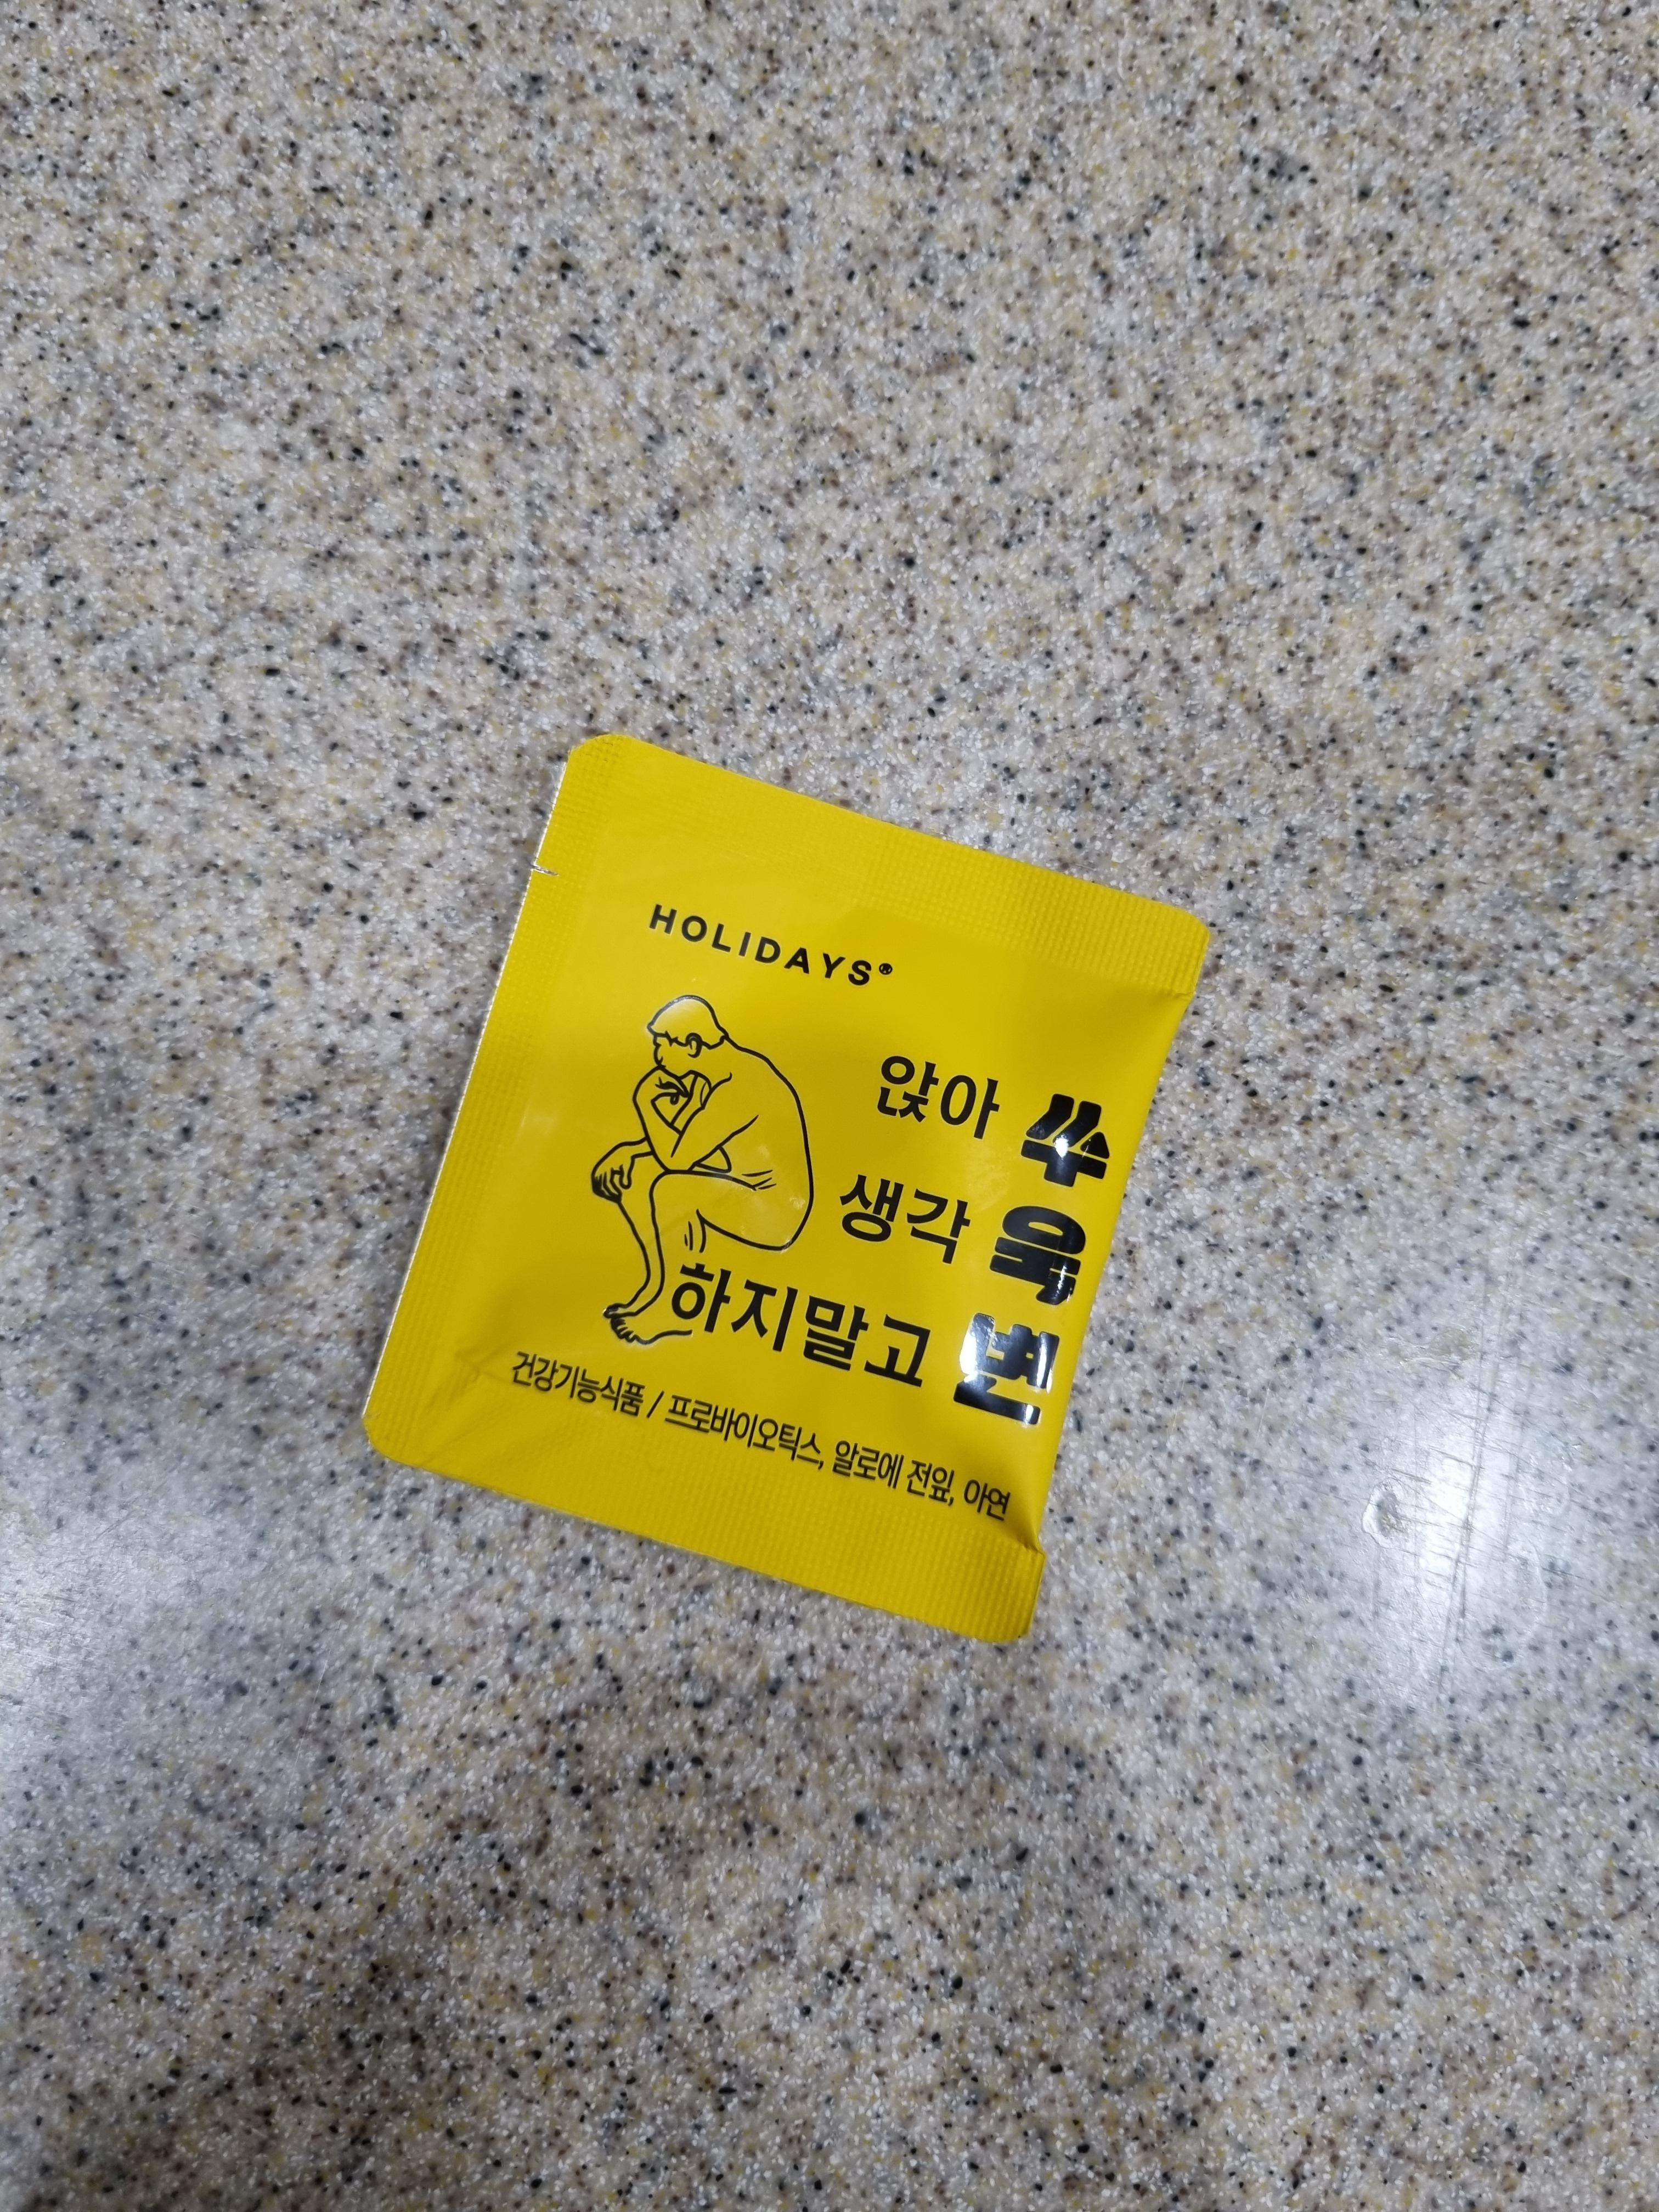 HOLIDAYS®
앉아 쑤
생각 욱
하지말고 변
건강기능식품 / 프로바이오틱스, 알로에 전잎, 아연